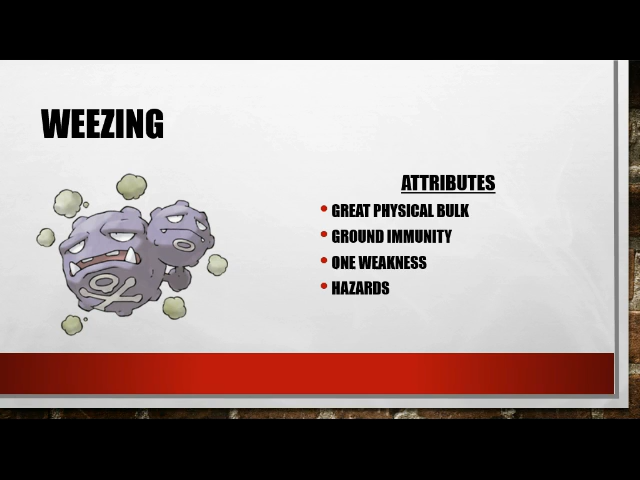 WEEZING
ATTRIBUTES
• GREAT PHYSICAL BULK
• GROUND IMMUNITY
• ONE WEAKNESS
• HAZARDS